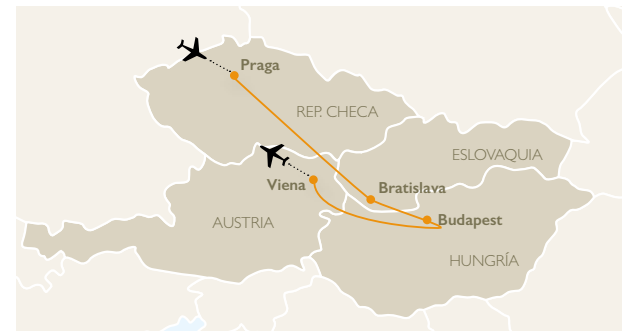 Praga
REP. CHECA
ESLOVAQUIA
Viena
Bratislava
AUSTRIA
Budapest
HUNGRÍA